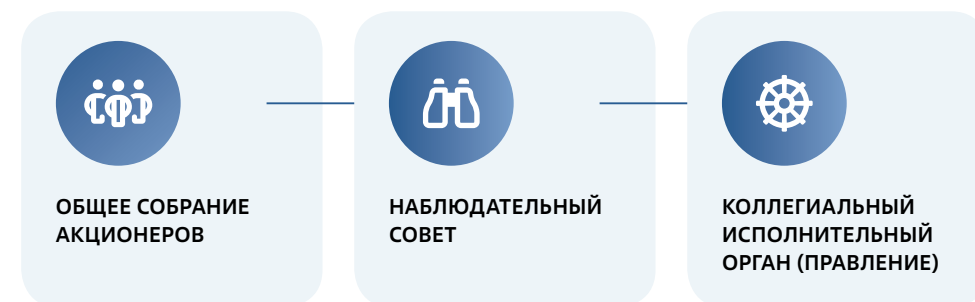 ОБЩЕЕ СОБРАНИЕ
АКЦИОНЕРОВ
НАБЛЮДАТЕЛЬНЫЙ
СОВЕТ
КОЛЛЕГИАЛЬНЫЙ
ИСПОЛНИТЕЛЬНЫЙ
ОРГАН (ПРАВЛЕНИЕ)